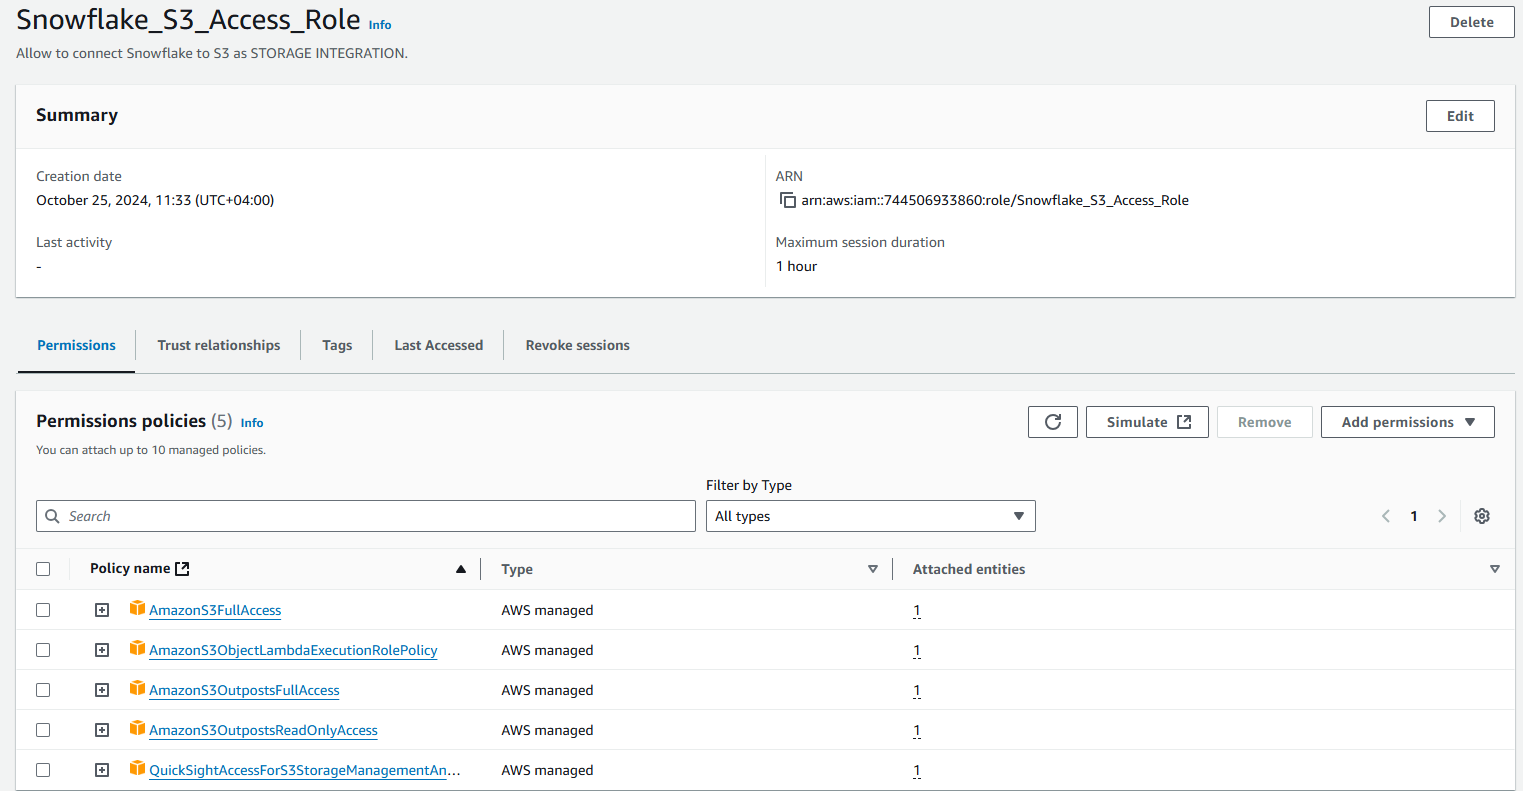 Snowflake_S3_Access_Role Info
Delete
Allow to connect Snowflake to S3 as STORAGE INTEGRATION.
Summary
Edit
Creation date
October 25, 2024, 11:33 (UTC+04:00)
ARN
arn:aws:iam::744506933860:role/Snowflake_S3_Access_Role
Last activity
-
Maximum session duration
1 hour
Permissions Trust relationships Tags Last Accessed Revoke sessions
Permissions policies (5) Info
Simulate Remove Add permissions
You can attach up to 10 managed policies.
Filter by Type
Search All types 1
Policy name Type Attached entities
AmazonS3FullAccess AWS managed 1
AmazonS3ObjectLambdaExecutionRolePolicy AWS managed 1
AmazonS3OutpostsFullAccess AWS managed 1
AmazonS3OutpostsReadOnlyAccess AWS managed 1
QuickSightAccessForS3StorageManagementAn... AWS managed 1